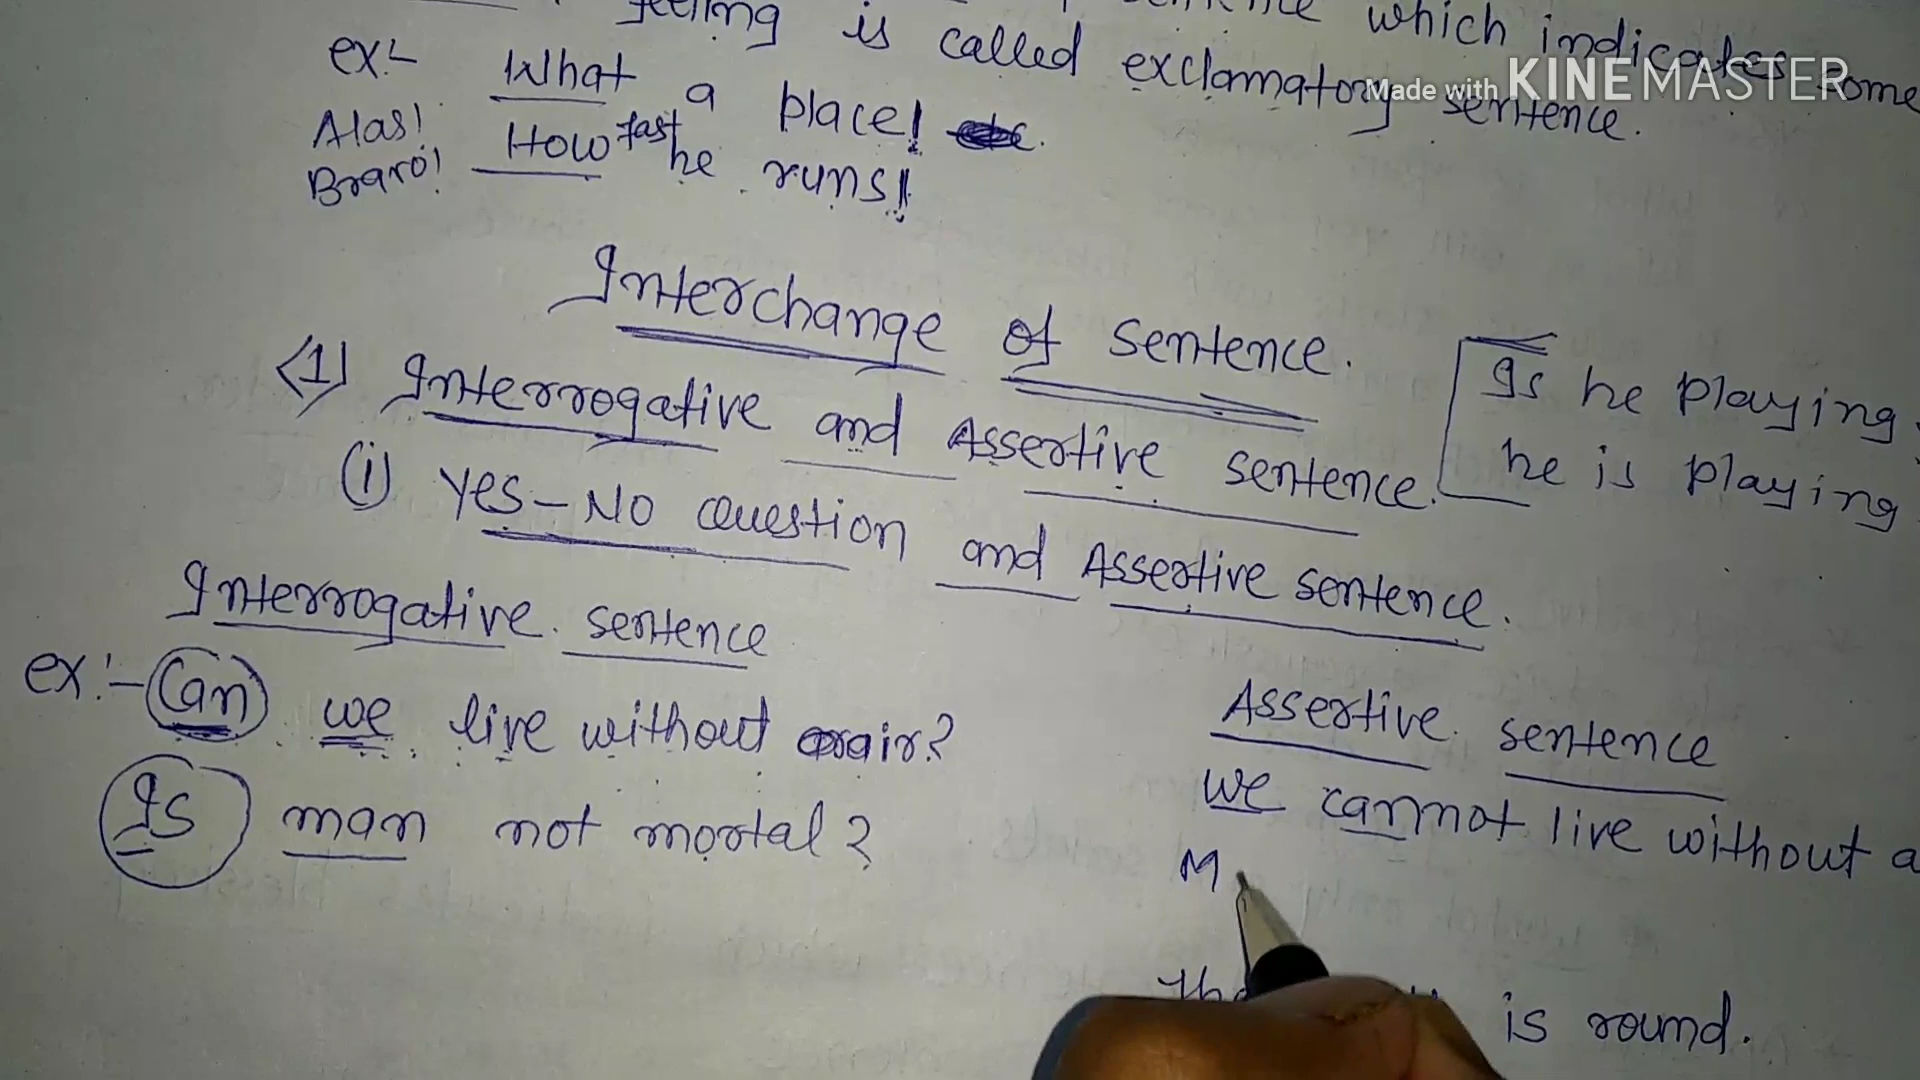 feeling is called exclamatory sentence which indicates some
Made with KINEMASTER
sentence.
ex:- What a place!
Alas! How fast he runs!
Bravo!
Interchange of sentence.
(1) Interrogative and Assertive sentence.
Is he playing
he is playing
(i) Yes-No question and Assertive sentence.
Interrogative sentence
ex:- Can we live without air?
Is man not mortal?
Assertive sentence
we cannot live without a
M
is round.